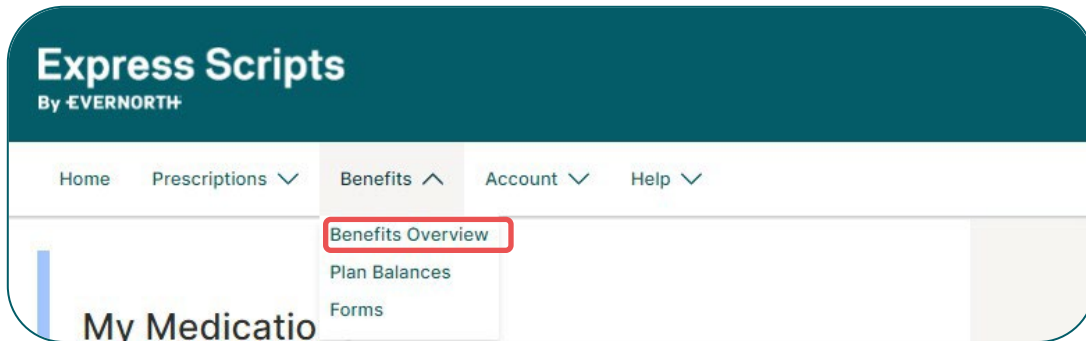 Express Scripts
By EVERNORTH
Home Prescriptions Benefits Account Help
Benefits Overview
Plan Balances
Forms
My Medicatio